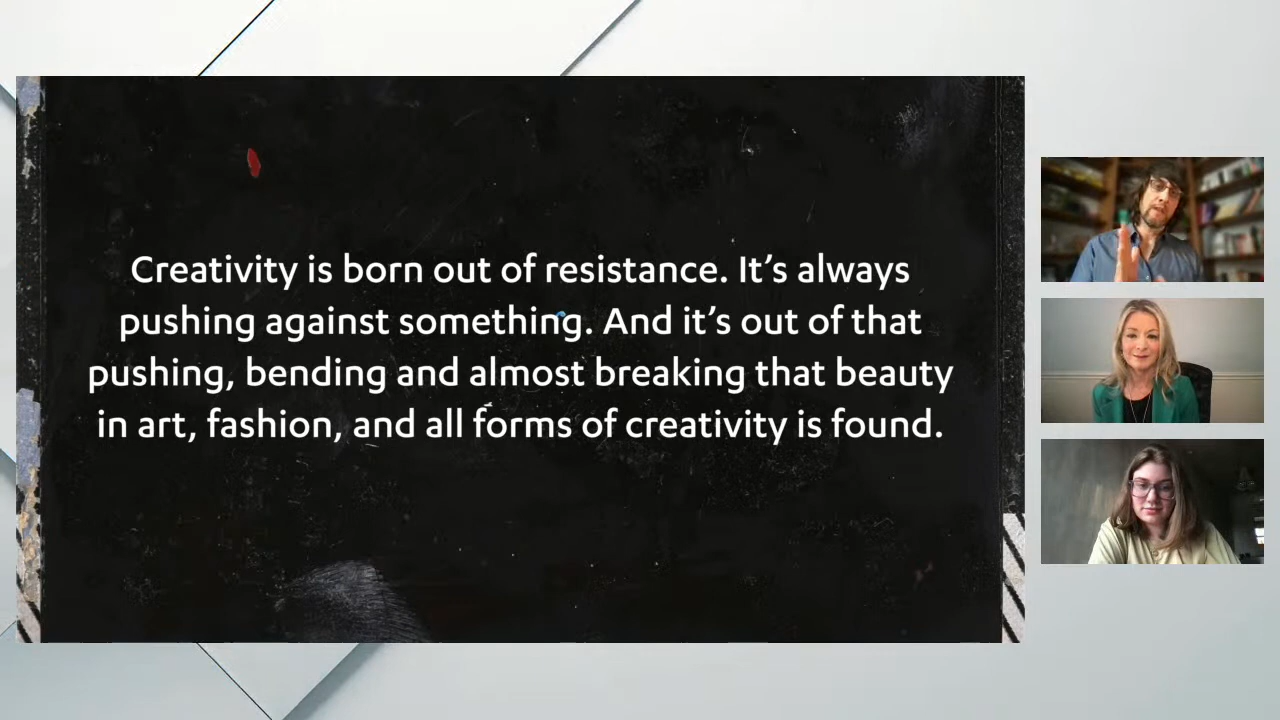 Creativity is born out of resistance. It’s always
pushing against something. And it’s out of that
pushing, bending and almost breaking that beauty
in art, fashion, and all forms of creativity is found.